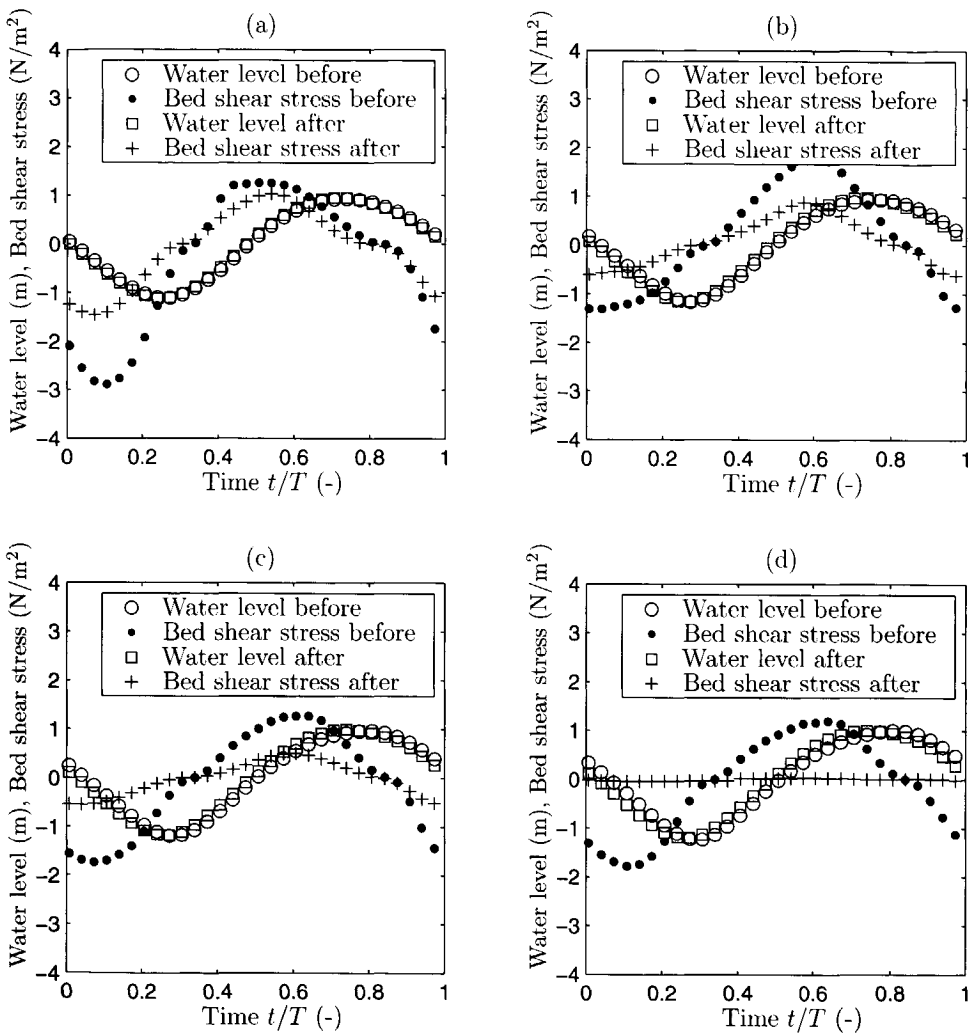 (a)
Water level (m), Bed shear stress (N/m²)
4
3
2
1
0
−1
−2
−3
−4
Water level before
Bed shear stress before
Water level after
Bed shear stress after
0 0.2 0.4 0.6 0.8 1
Time t/T (-)
(b)
Water level (m), Bed shear stress (N/m²)
4
3
2
1
0
−1
−2
−3
−4
Water level before
Bed shear stress before
Water level after
Bed shear stress after
0 0.2 0.4 0.6 0.8 1
Time t/T (-)
(c)
Water level (m), Bed shear stress (N/m²)
4
3
2
1
0
−1
−2
−3
−4
Water level before
Bed shear stress before
Water level after
Bed shear stress after
0 0.2 0.4 0.6 0.8 1
Time t/T (-)
(d)
Water level (m), Bed shear stress (N/m²)
4
3
2
1
0
−1
−2
−3
−4
Water level before
Bed shear stress before
Water level after
Bed shear stress after
0 0.2 0.4 0.6 0.8 1
Time t/T (-)